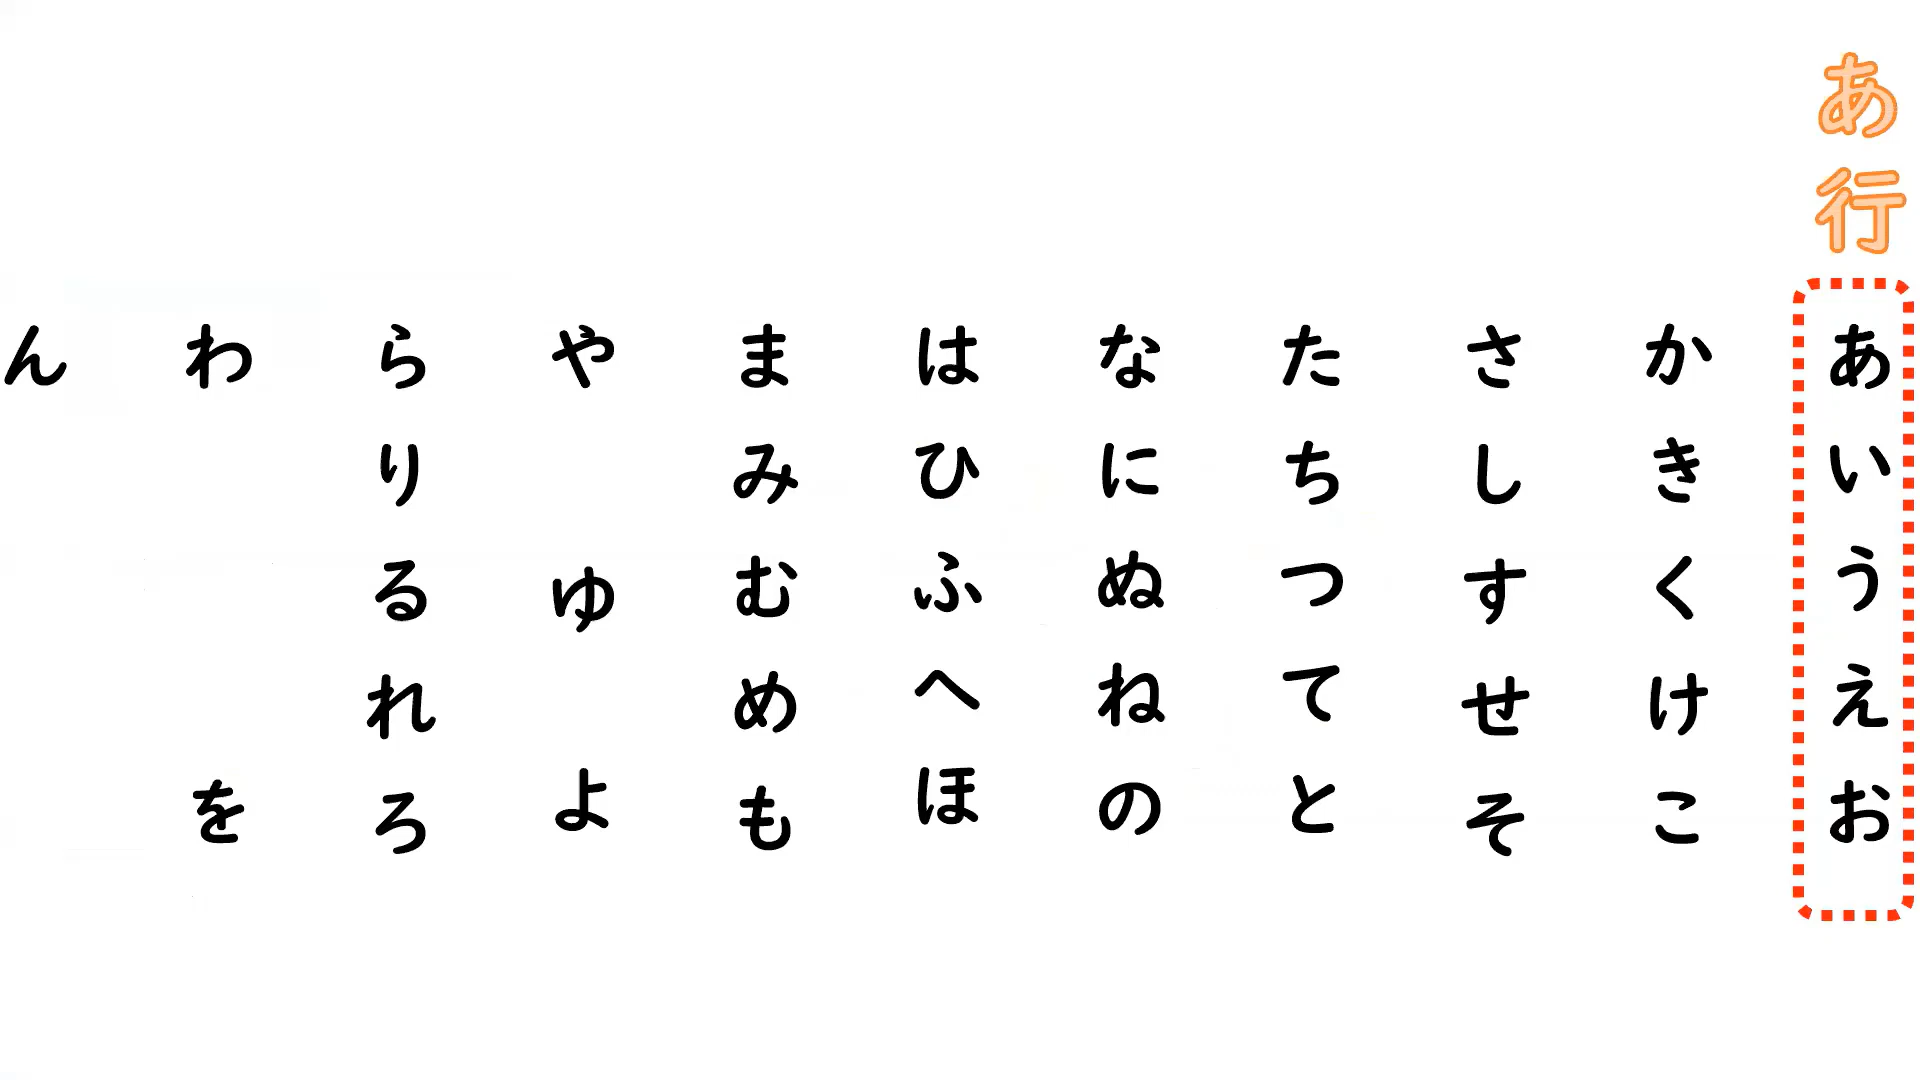 あ行
あいうえお
かきくけこ
さしすせそ
たちつてと
なにぬねの
はひふへほ
まみむめも
やゆよ
らりるれろ
わを
ん